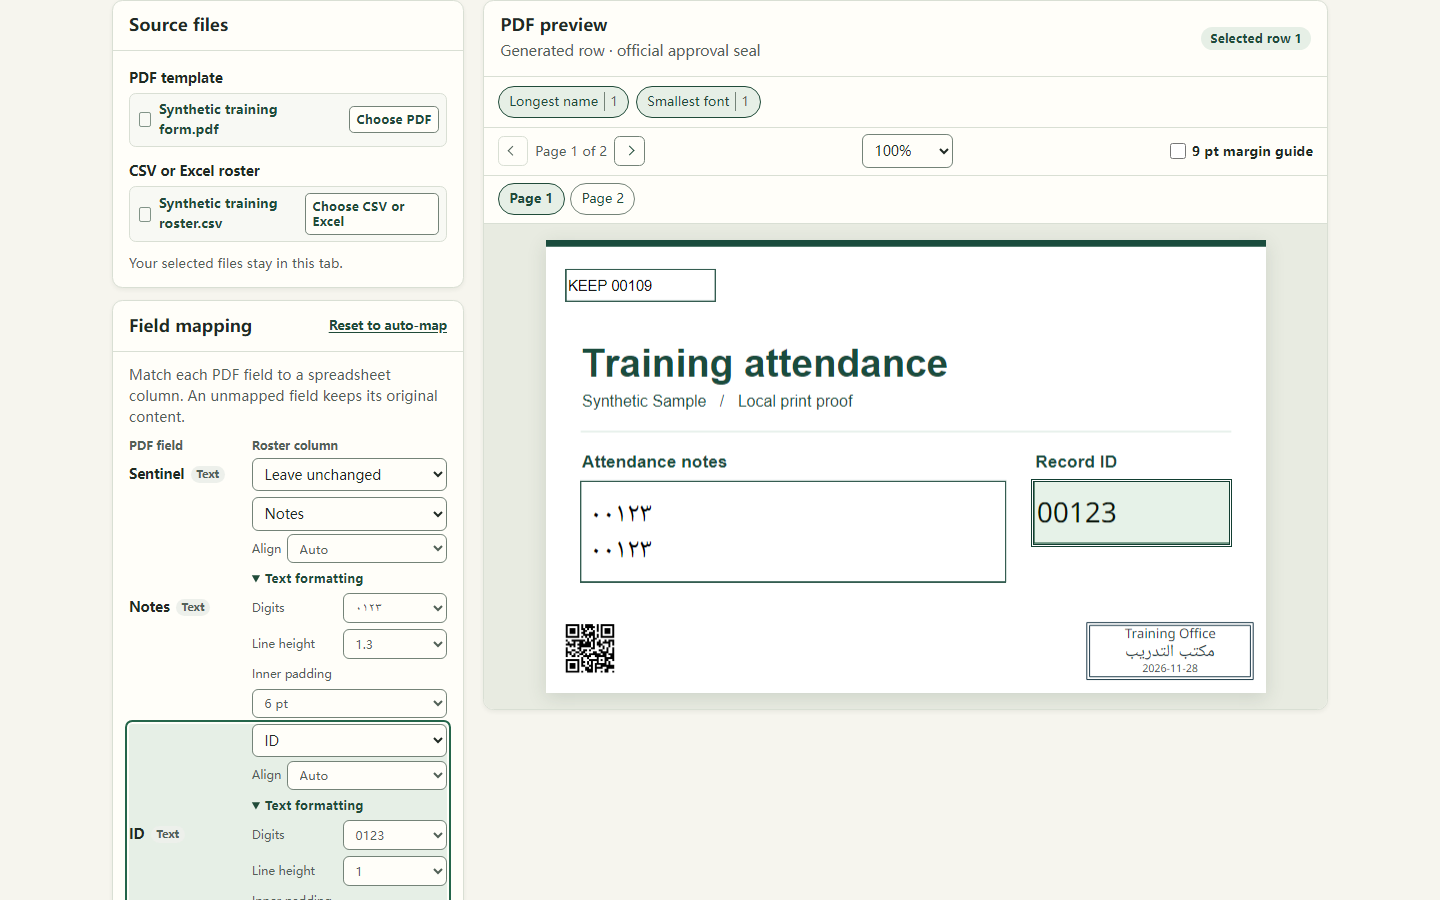 Source files
PDF template
Synthetic training
form.pdf
Choose PDF
CSV or Excel roster
Synthetic training
roster.csv
Choose CSV or
Excel
Your selected files stay in this tab.
Field mapping
Reset to auto-map
Match each PDF field to a spreadsheet
column. An unmapped field keeps its original
content.
PDF field
Roster column
Sentinel Text
Leave unchanged
Notes
Align Auto
▼ Text formatting
Notes Text
Digits ٠١٢٣
Line height 1.3
Inner padding
6 pt
ID
Align Auto
▼ Text formatting
ID Text
Digits 0123
Line height 1
PDF preview
Generated row · official approval seal
Selected row 1
Longest name | 1
Smallest font | 1
Page 1 of 2
100%
9 pt margin guide
Page 1
Page 2
KEEP 00109
Training attendance
Synthetic Sample / Local print proof
Attendance notes
٠٠١٢٣
٠٠١٢٣
Record ID
00123
Training Office
مكتب التدريب
2026-11-28